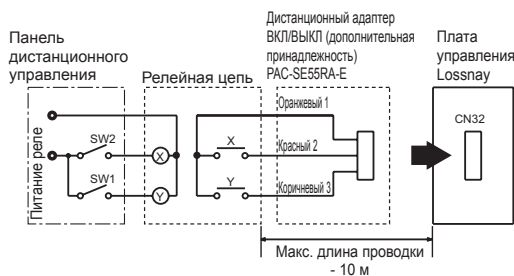 Панель
дистанционного
управления
Релейная цепь
Дистанционный адаптер
ВКЛ/ВЫКЛ (дополнительная
принадлежность)
PAC-SE55RA-E
Плата
управления
Lossnay
Питание реле
SW2
SW1
X
Y
X
Y
Оранжевый 1
Красный 2
Коричневый 3
CN32
Макс. длина проводки
- 10 м